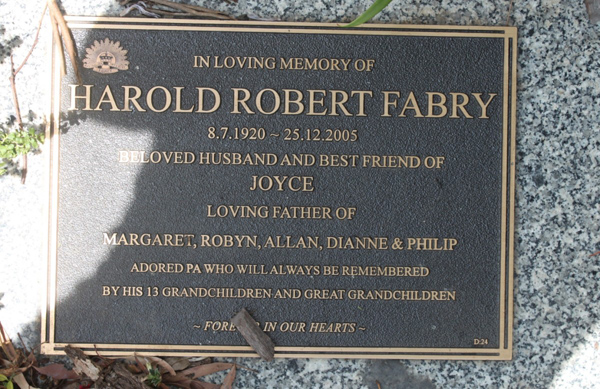 IN LOVING MEMORY OF
HAROLD ROBERT FABRY
8.7.1920 ~ 25.12.2005
BELOVED HUSBAND AND BEST FRIEND OF
JOYCE
LOVING FATHER OF
MARGARET, ROBYN, ALLAN, DIANNE & PHILIP
ADORED PA WHO WILL ALWAYS BE REMEMBERED
BY HIS 13 GRANDCHILDREN AND GREAT GRANDCHILDREN
~ FOREVER IN OUR HEARTS ~
D:24